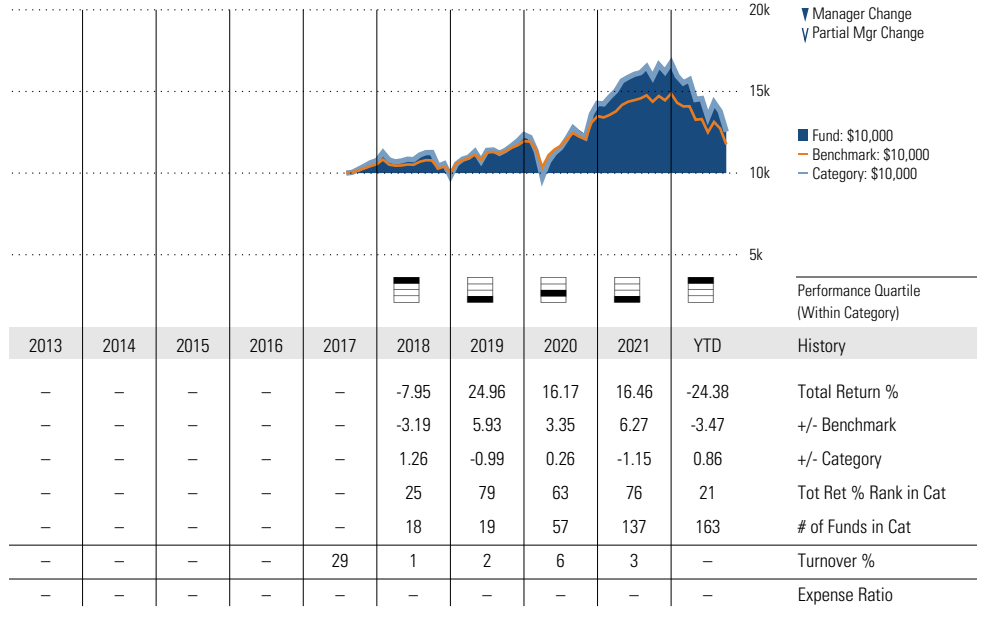 20k
Manager Change
Partial Mgr Change
15k
Fund: $10,000
Benchmark: $10,000
Category: $10,000
10k
5k
Performance Quartile
(Within Category)
2013 2014 2015 2016 2017 2018 2019 2020 2021 YTD History
– – – – – -7.95 24.96 16.17 16.46 -24.38 Total Return %
– – – – – -3.19 5.93 3.35 6.27 -3.47 +/- Benchmark
– – – – – 1.26 -0.99 0.26 -1.15 0.86 +/- Category
– – – – – 25 79 63 76 21 Tot Ret % Rank in Cat
– – – – – 18 19 57 137 163 # of Funds in Cat
– – – – 29 1 2 6 3 – Turnover %
– – – – – – – – – – Expense Ratio